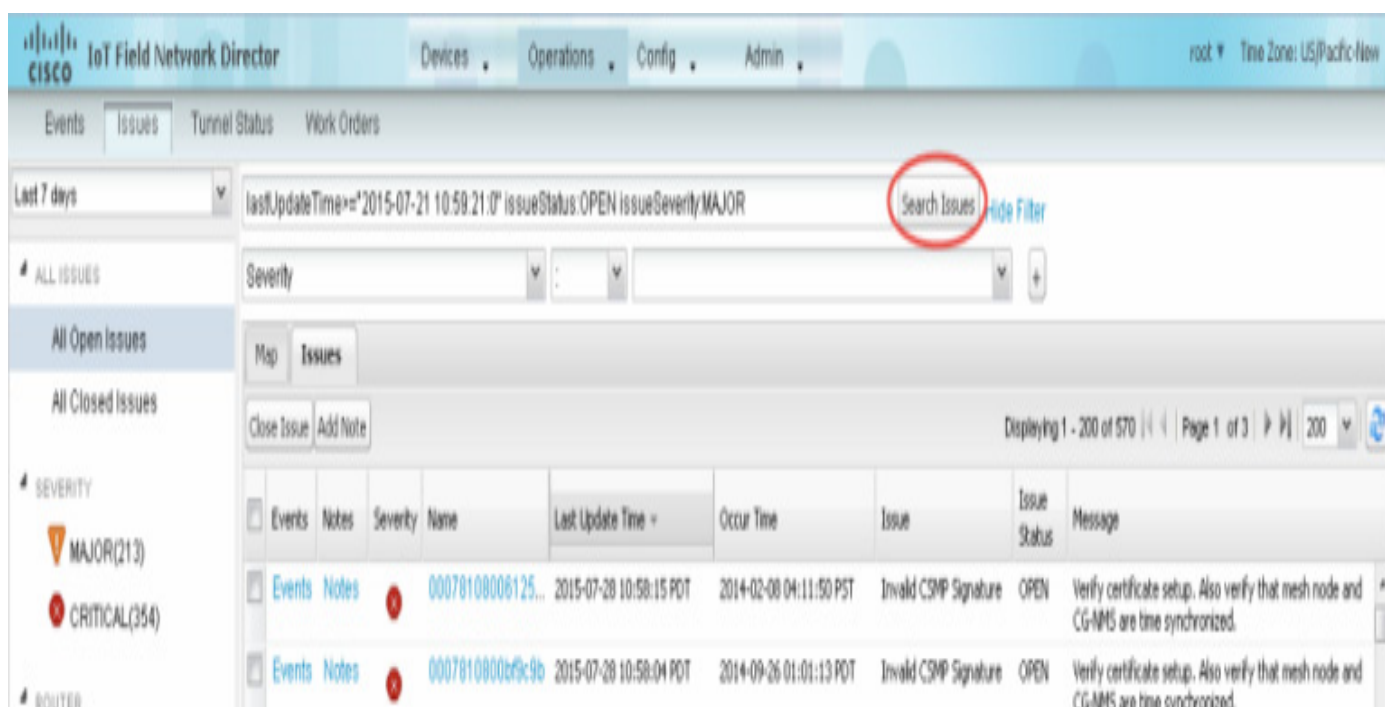 CISCO IoT Field Network Director Devices Operations Config Admin root Time Zone: US/Pacific-New
Events Issues Tunnel Status Work Orders
Last 7 days lastUpdateTime>="2015-07-21 10:59:21:0" issueStatus:OPEN issueSeverity:MAJOR Search Issues Hide Filter
ALL ISSUES Severity : +
All Open Issues Map Issues
All Closed Issues Close Issue Add Note Displaying 1 - 200 of 570 Page 1 of 3 200
SEVERITY
Events Notes Severity Name Last Update Time Occur Time Issue Issue Status Message
MAJOR(213)
Events Notes 00078108006125... 2015-07-28 10:58:15 PDT 2014-02-08 04:11:50 PST Invalid CSMP Signature OPEN Verify certificate setup. Also verify that mesh node and
CRITICAL(354) CG-NMS are time synchronized.
Events Notes 0007810800bf9c9b 2015-07-28 10:58:04 PDT 2014-09-26 01:01:13 PDT Invalid CSMP Signature OPEN Verify certificate setup. Also verify that mesh node and
ROUTER CG-NMS are time synchronized.